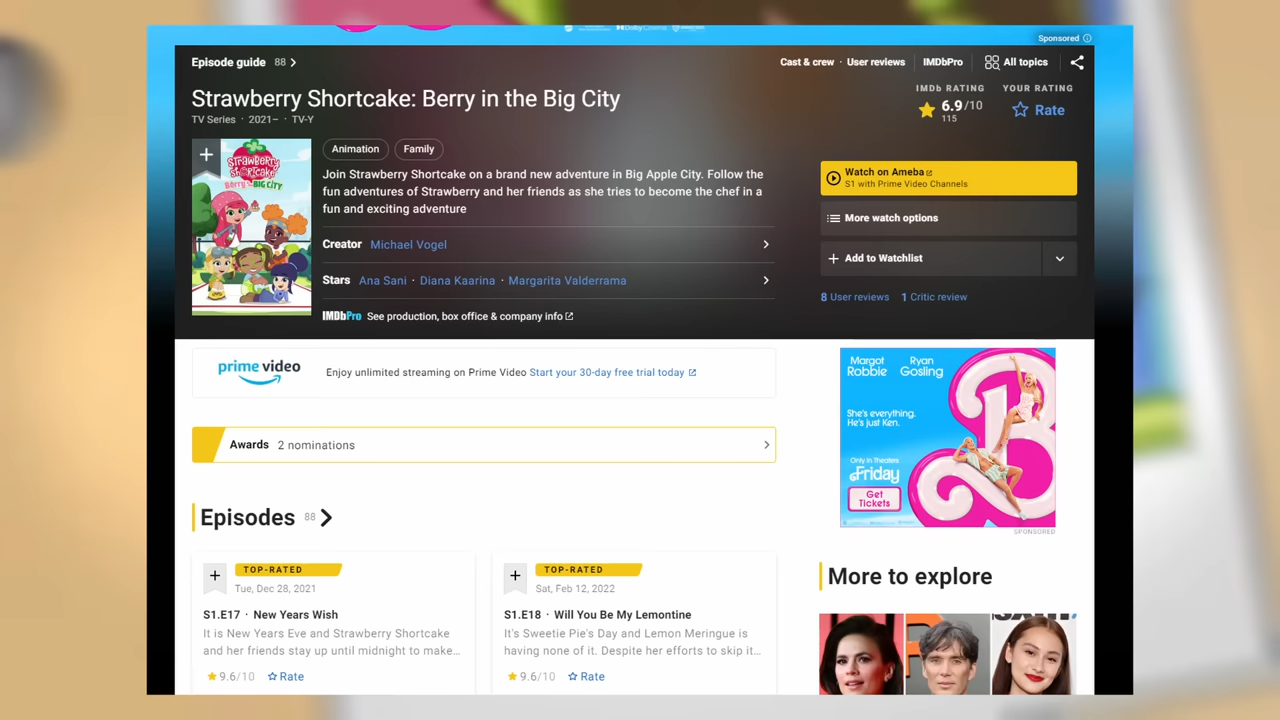 Sponsored
Episode guide 88
Cast & crew · User reviews IMDbPro All topics
Strawberry Shortcake: Berry in the Big City
TV Series · 2021– · TV-Y
IMDb RATING
6.9/10
115
YOUR RATING
Rate
STRAWBERRY
SHORTCAKE
Berry in the BIG CITY
Animation Family
Join Strawberry Shortcake on a brand new adventure in Big Apple City. Follow the
fun adventures of Strawberry and her friends as she tries to become the chef in a
fun and exciting adventure
Creator Michael Vogel
Stars Ana Sani · Diana Kaarina · Margarita Valderrama
IMDbPro See production, box office & company info
Watch on Ameba
S1 with Prime Video Channels
More watch options
Add to Watchlist
8 User reviews 1 Critic review
prime video
Enjoy unlimited streaming on Prime Video Start your 30-day free trial today
Awards 2 nominations
Episodes 88
TOP-RATED
Tue, Dec 28, 2021
S1.E17 · New Years Wish
It is New Years Eve and Strawberry Shortcake
and her friends stay up until midnight to make...
9.6/10 Rate
TOP-RATED
Sat, Feb 12, 2022
S1.E18 · Will You Be My Lemontine
It's Sweetie Pie's Day and Lemon Meringue is
having none of it. Despite her efforts to skip it...
9.6/10 Rate
Margot
Robbie
Ryan
Gosling
She's everything.
He's just Ken.
Only in Theaters
Friday
Get
Tickets
SPONSORED
More to explore